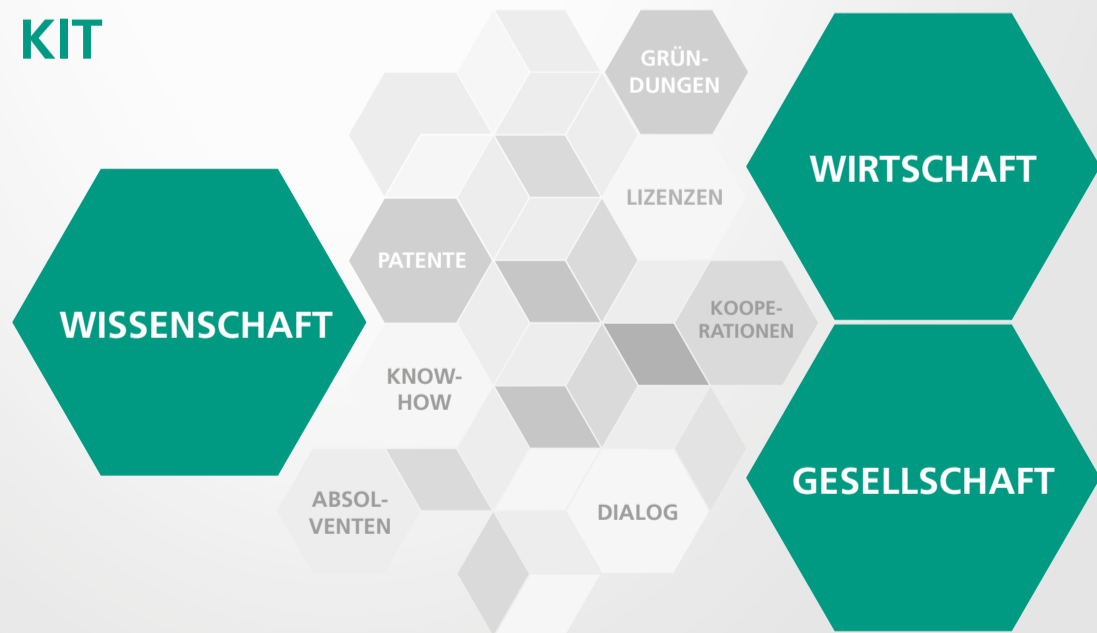 KIT
GRÜN-
DUNGEN
WIRTSCHAFT
LIZENZEN
PATENTE
WISSENSCHAFT
KOOPE-
RATIONEN
KNOW-
HOW
GESELLSCHAFT
ABSOL-
VENTEN
DIALOG